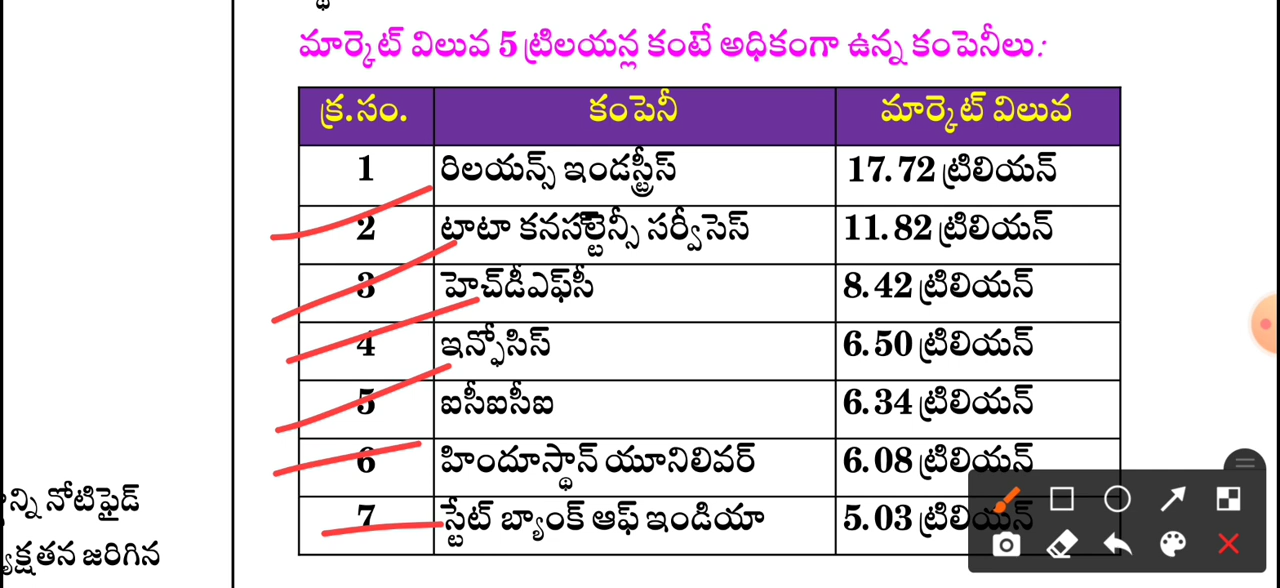 మార్కెట్ విలువ 5 ట్రిలయన్ల కంటే అధికంగా ఉన్న కంపెనీలు:
క్ర.సం. కంపెనీ మార్కెట్ విలువ
1 రిలయన్స్ ఇండస్ట్రీస్ 17.72 ట్రిలియన్
2 టాటా కనసల్టెన్సీ సర్వీసెస్ 11.82 ట్రిలియన్
3 హెచ్‌డీఎఫ్‌సీ 8.42 ట్రిలియన్
4 ఇన్ఫోసిస్ 6.50 ట్రిలియన్
5 ఐసీఐసీఐ 6.34 ట్రిలియన్
6 హిందూస్థాన్ యూనిలివర్ 6.08 ట్రిలియన్
7 స్టేట్ బ్యాంక్ ఆఫ్ ఇండియా 5.03 ట్రిలియన్
నోటిఫైడ్
జరిగిన